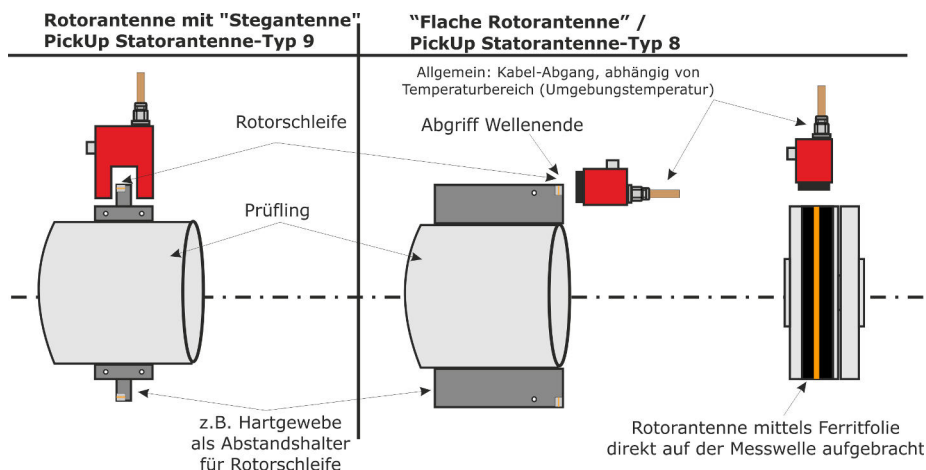 Rotorantenne mit "Stegantenne"
PickUp Statorantenne-Typ 9
“Flache Rotorantenne” /
PickUp Statorantenne-Typ 8
Allgemein: Kabel-Abgang, abhängig von
Temperaturbereich (Umgebungstemperatur)
Rotorschleife
Abgriff Wellenende
Prüfling
z.B. Hartgewebe
als Abstandshalter
für Rotorschleife
Rotorantenne mittels Ferritfolie
direkt auf der Messwelle aufgebracht